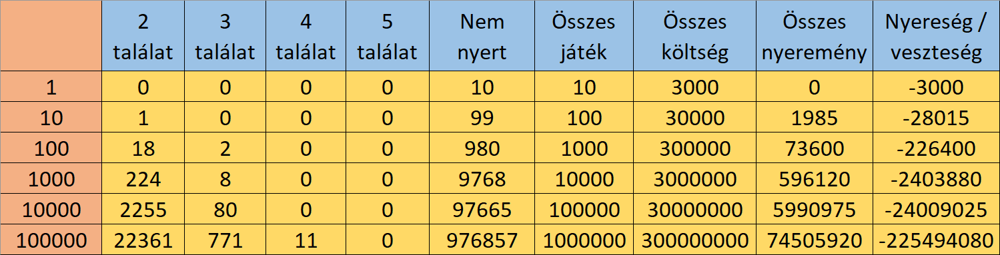 2 találat 3 találat 4 találat 5 találat Nem nyert Összes játék Összes költség Összes nyeremény Nyereség / veszteség
1 0 0 0 0 10 10 3000 0 -3000
10 1 0 0 0 99 100 30000 1985 -28015
100 18 2 0 0 980 1000 300000 73600 -226400
1000 224 8 0 0 9768 10000 3000000 596120 -2403880
10000 2255 80 0 0 97665 100000 30000000 5990975 -24009025
100000 22361 771 11 0 976857 1000000 300000000 74505920 -225494080